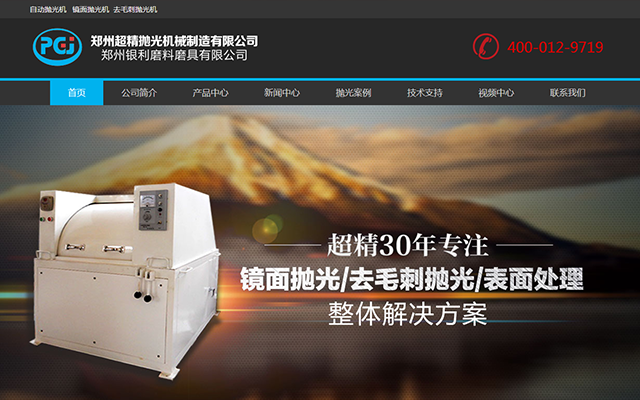 自动抛光机 镜面抛光机 去毛刺抛光机
PGJ
郑州超精抛光机械制造有限公司
郑州银利磨料磨具有限公司
400-012-9719
首页 公司简介 产品中心 新闻中心 抛光案例 技术支持 视频中心 联系我们
超精30年专注
镜面抛光/去毛刺抛光/表面处理
整体解决方案